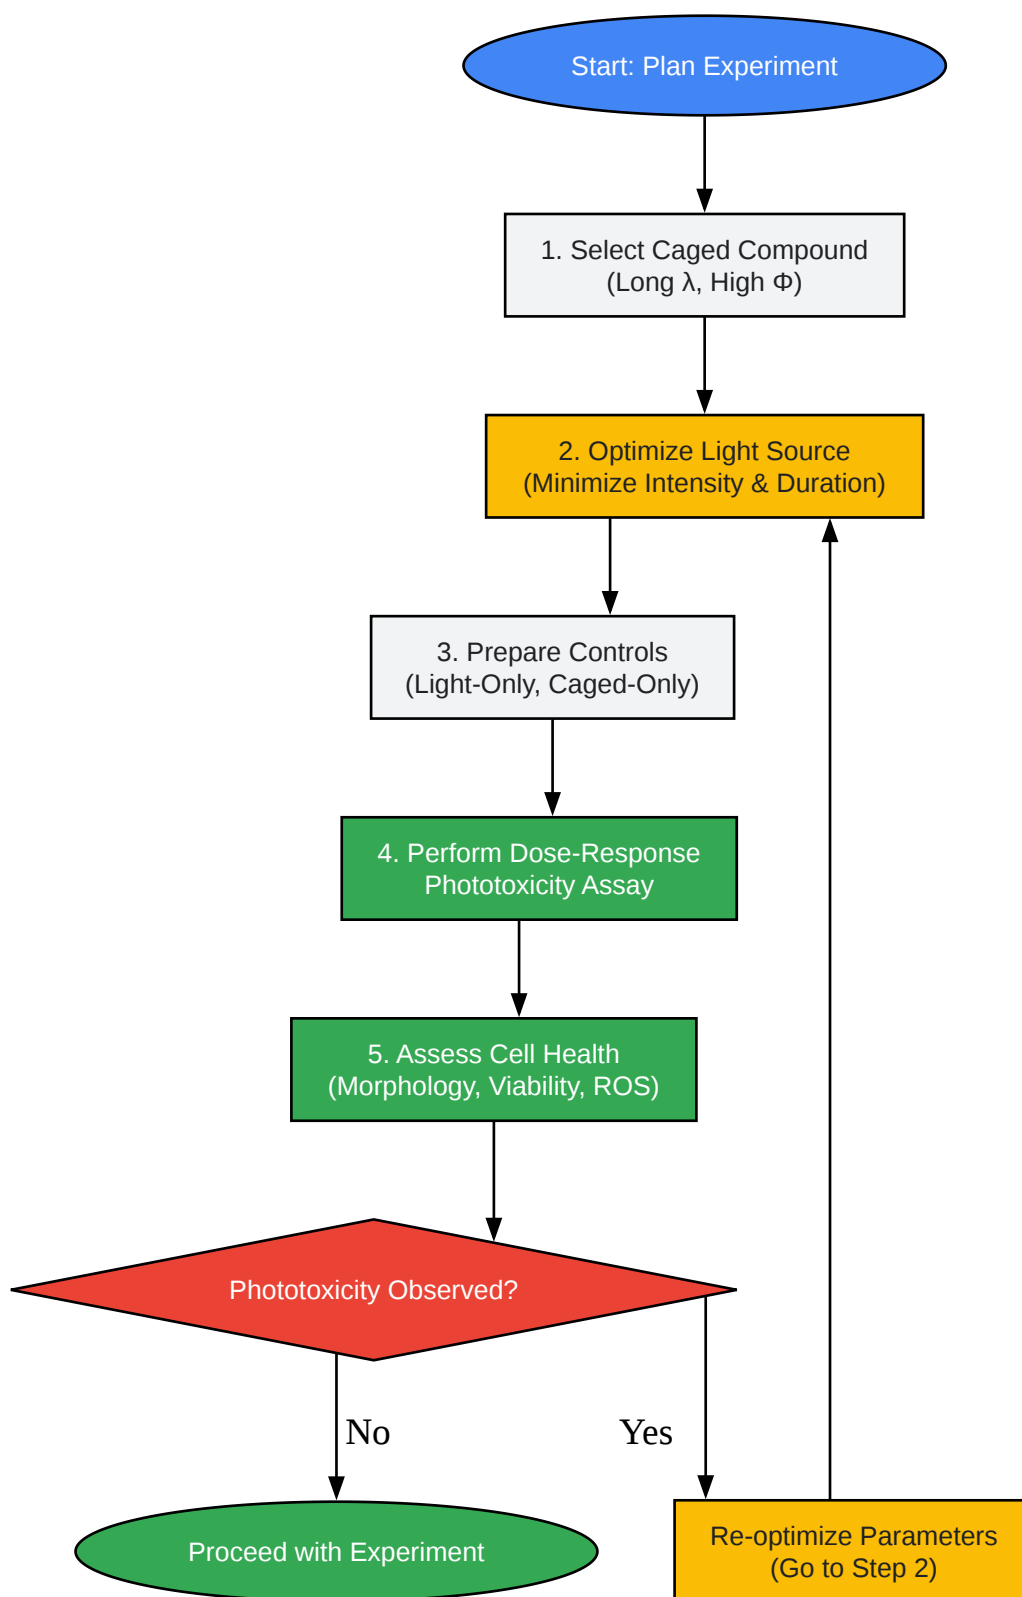 Start: Plan Experiment
1. Select Caged Compound
(Long λ, High Φ)
2. Optimize Light Source
(Minimize Intensity & Duration)
3. Prepare Controls
(Light-Only, Caged-Only)
4. Perform Dose-Response
Phototoxicity Assay
5. Assess Cell Health
(Morphology, Viability, ROS)
Phototoxicity Observed?
No
Yes
Proceed with Experiment
Re-optimize Parameters
(Go to Step 2)